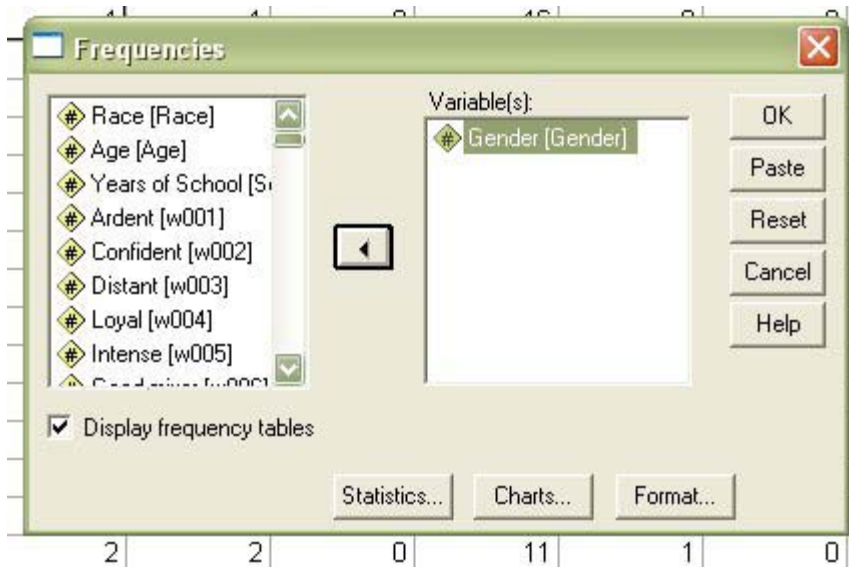 Frequencies
Race [Race]
Age [Age]
Years of School [S
Ardent [w001]
Confident [w002]
Distant [w003]
Loyal [w004]
Intense [w005]
Variable(s):
Gender [Gender]
OK
Paste
Reset
Cancel
Help
Display frequency tables
Statistics...
Charts...
Format...
2 2 0 11 1 0